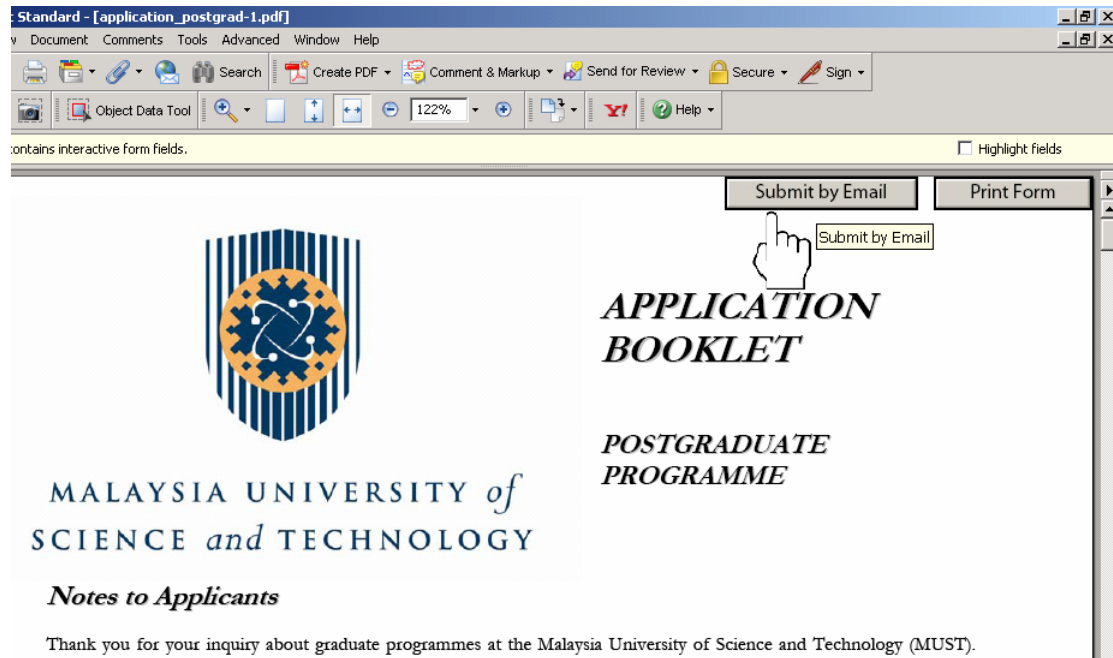 : Standard - [application_postgrad-1.pdf]
Document Comments Tools Advanced Window Help
Search Create PDF Comment & Markup Send for Review Secure Sign
Object Data Tool 122% Y! Help
contains interactive form fields. Highlight fields
Submit by Email Print Form
Submit by Email
APPLICATION
BOOKLET
POSTGRADUATE
PROGRAMME
MALAYSIA UNIVERSITY of
SCIENCE and TECHNOLOGY
Notes to Applicants
Thank you for your inquiry about graduate programmes at the Malaysia University of Science and Technology (MUST).